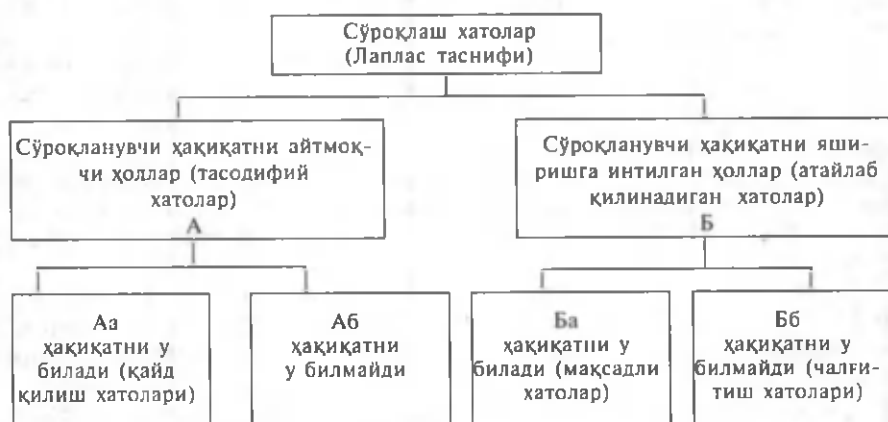 Сўроқлаш хатолар
(Лаплас таснифи)
Сўроқланувчи ҳақиқатни айтмоқ-
чи ҳоллар (тасодифий
хатолар)
А
Сўроқланувчи ҳақиқатни яши-
ришга интилган ҳоллар (атайлаб
қилинадиган хатолар)
Б
Аа
ҳақиқатни у
билади (қайд
қилиш хатолари)
Аб
ҳақиқатни
у билмайди
Ба
ҳақиқатни у
билади (мақсадли
хатолар)
Бб
ҳақиқатни у
билмайди (чалғи-
тиш хатолари)